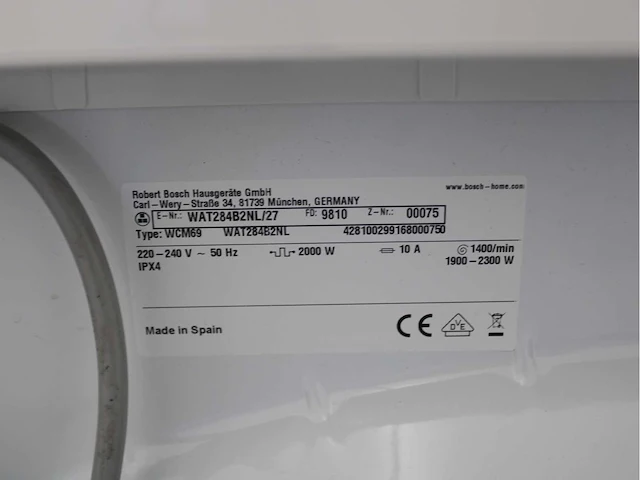 Robert Bosch Hausgeräte GmbH
Carl-Wery-Straße 34, 81739 München, GERMANY
www.bosch-home.com
E-Nr.: WAT284B2NL/27 FD: 9810 Z-Nr.: 00075
Type: WCM69 WAT284B2NL 428100299168000750
220-240 V ~ 50 Hz 2000 W 10 A 1400/min
IPX4 1900-2300 W
Made in Spain CE DVE